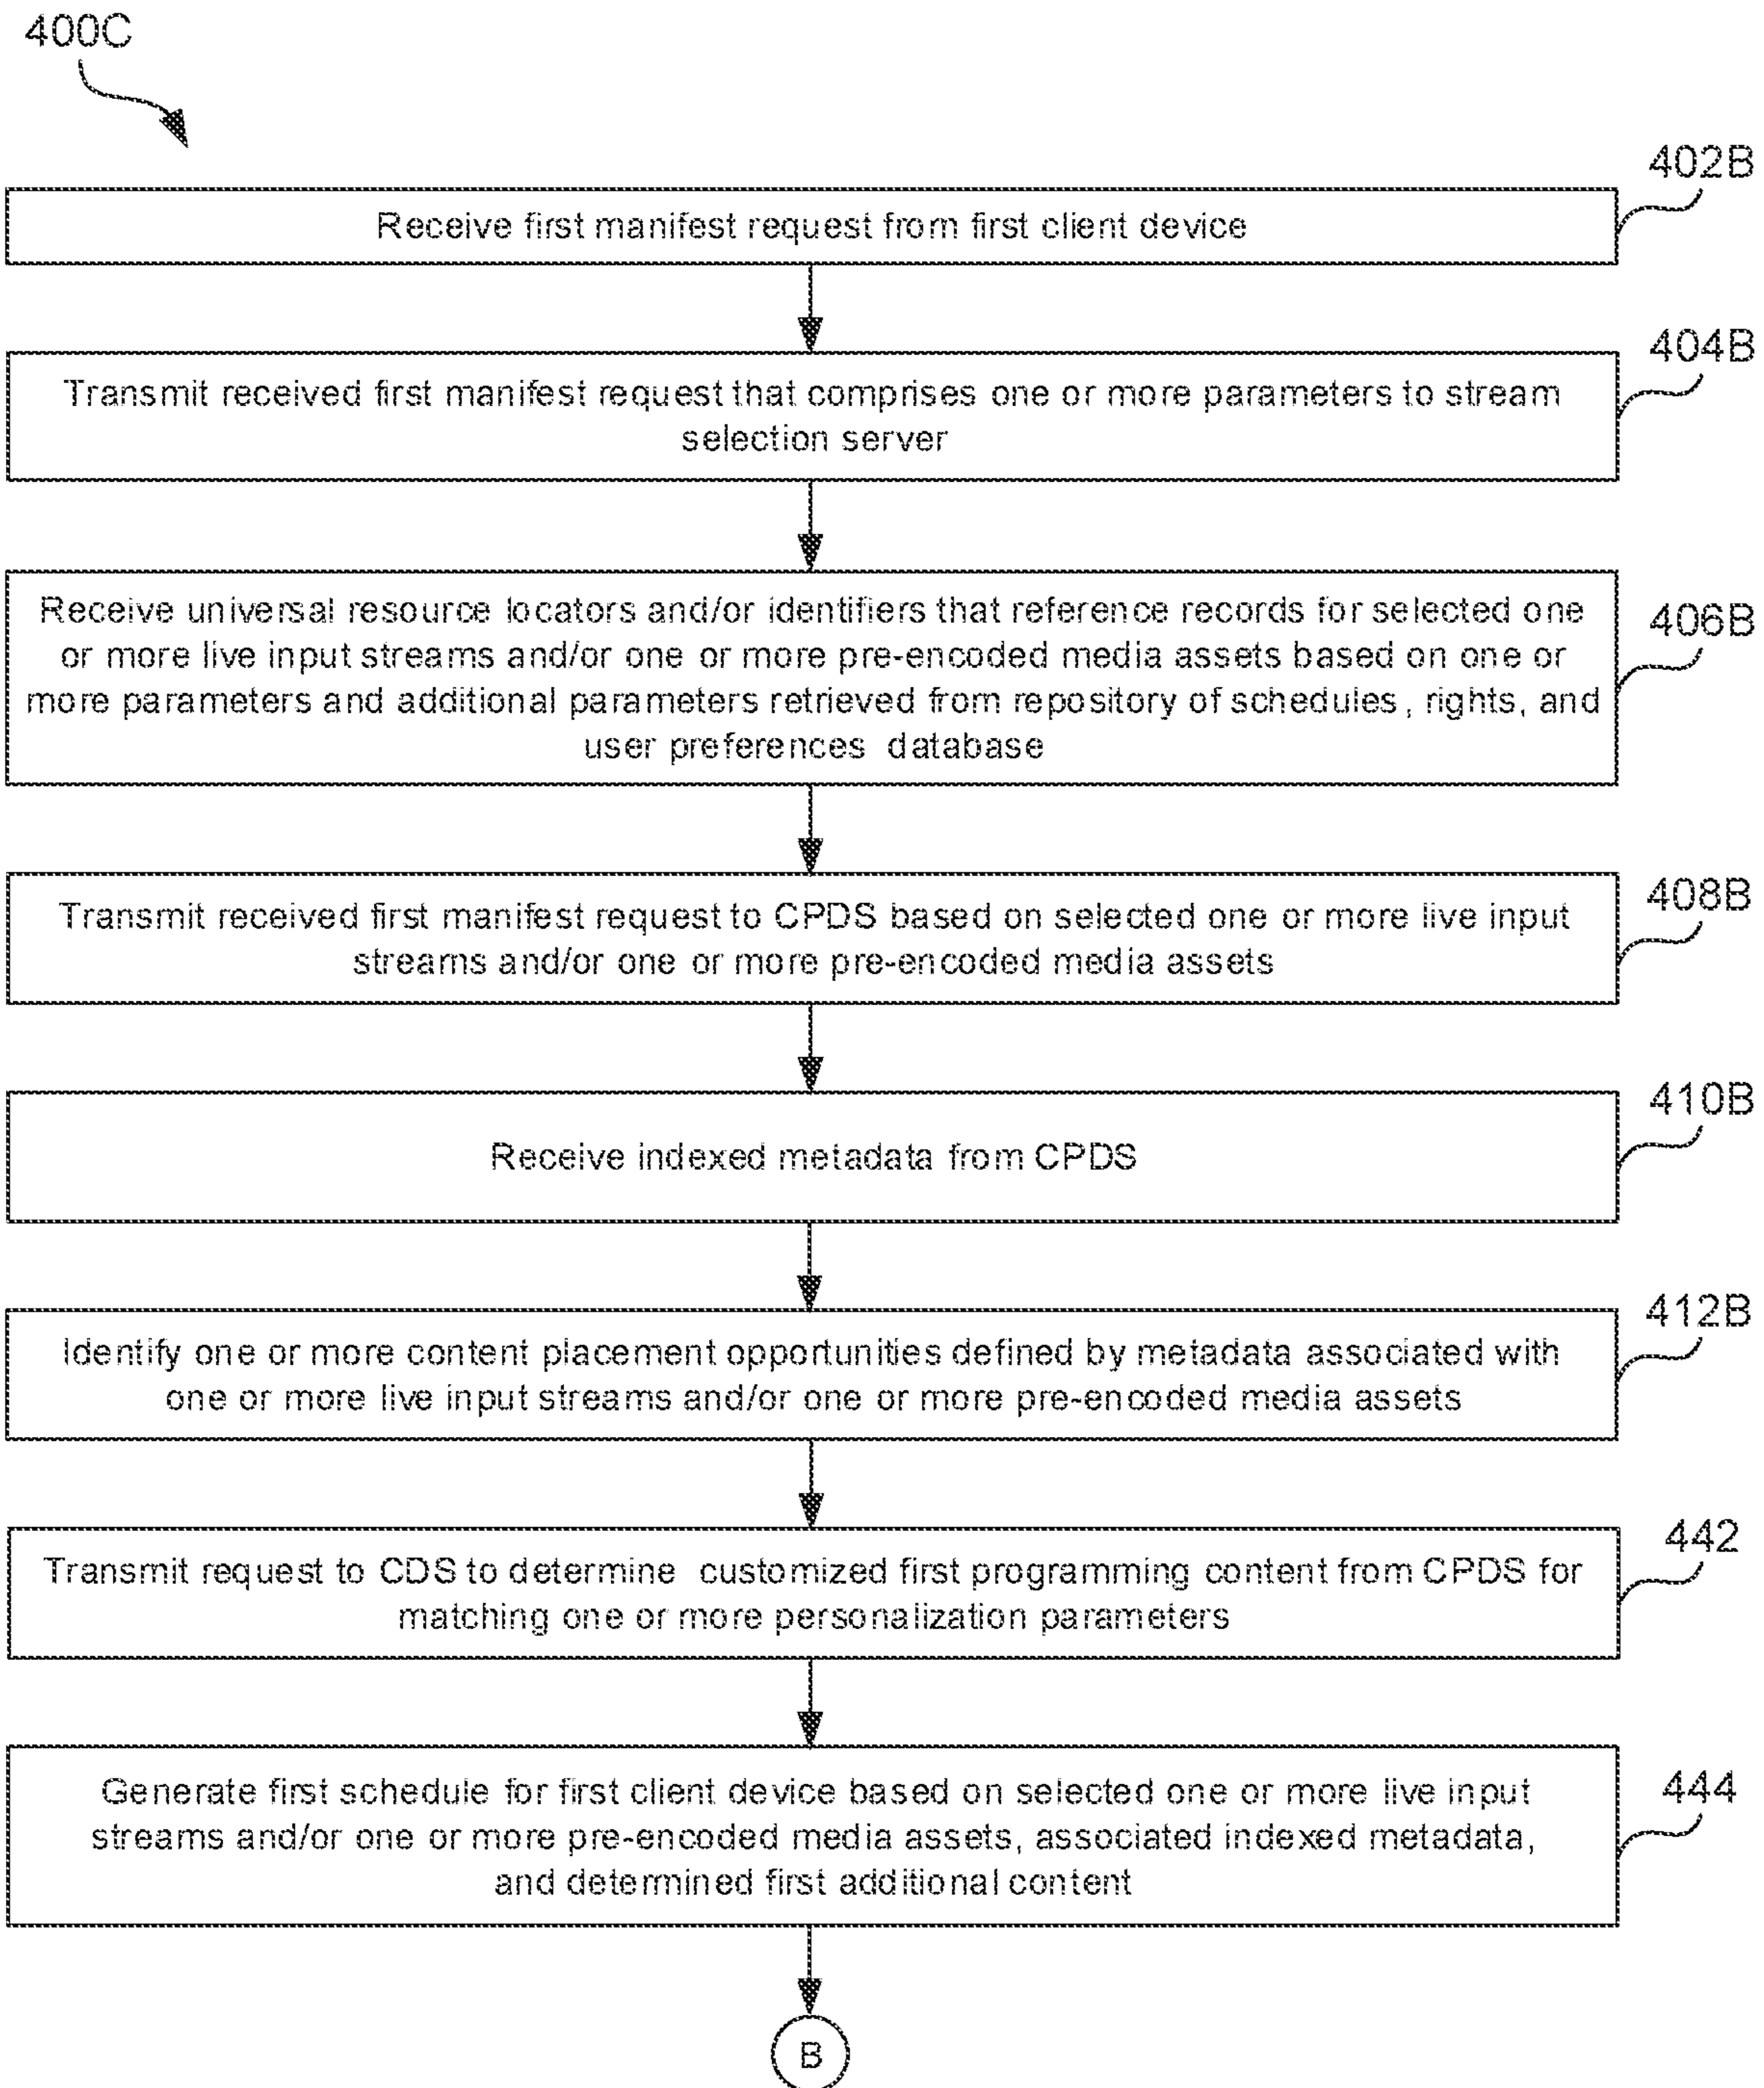 400C
402B
Receive first manifest request from first client device
404B
Transmit received first manifest request that comprises one or more parameters to stream
selection server
406B
Receive universal resource locators and/or identifiers that reference records for selected one
or more live input streams and/or one or more pre-encoded media assets based on one or
more parameters and additional parameters retrieved from repository of schedules, rights, and
user preferences database
408B
Transmit received first manifest request to CPDS based on selected one or more live input
streams and/or one or more pre-encoded media assets
410B
Receive indexed metadata from CPDS
412B
Identify one or more content placement opportunities defined by metadata associated with
one or more live input streams and/or one or more pre-encoded media assets
442
Transmit request to CDS to determine customized first programming content from CPDS for
matching one or more personalization parameters
444
Generate first schedule for first client device based on selected one or more live input
streams and/or one or more pre-encoded media assets, associated indexed metadata,
and determined first additional content
B